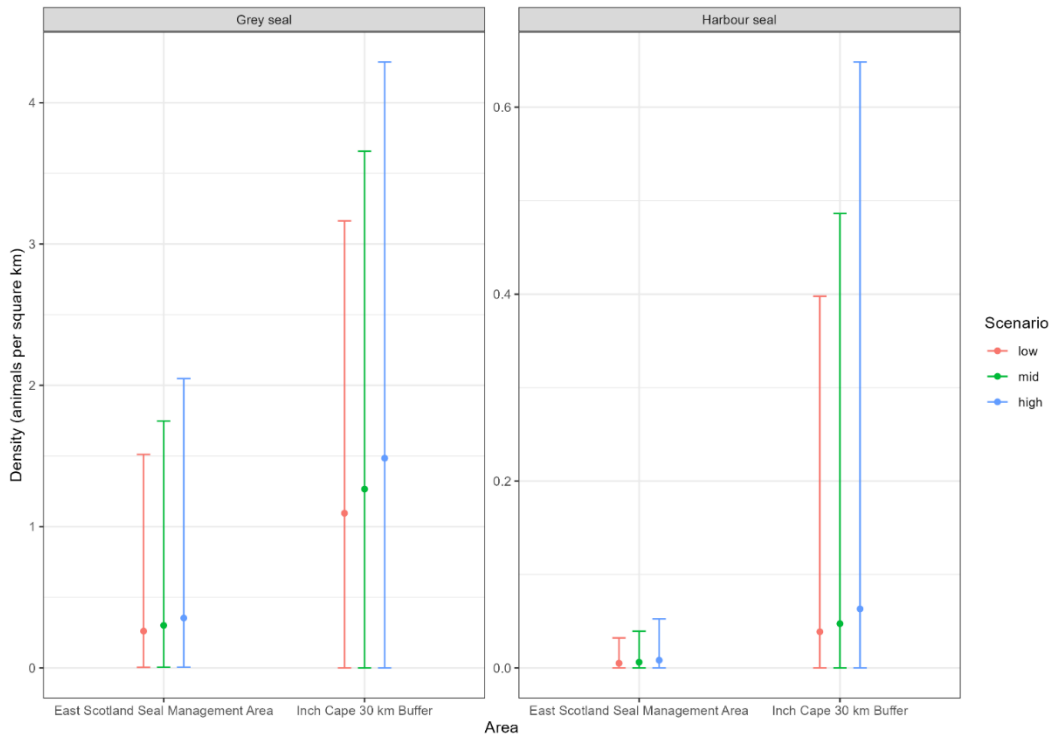 Grey seal
Harbour seal
Density (animals per square km)
4
3
2
1
0
0.6
0.4
0.2
0.0
East Scotland Seal Management Area
Inch Cape 30 km Buffer
East Scotland Seal Management Area
Inch Cape 30 km Buffer
Area
Scenario
low
mid
high